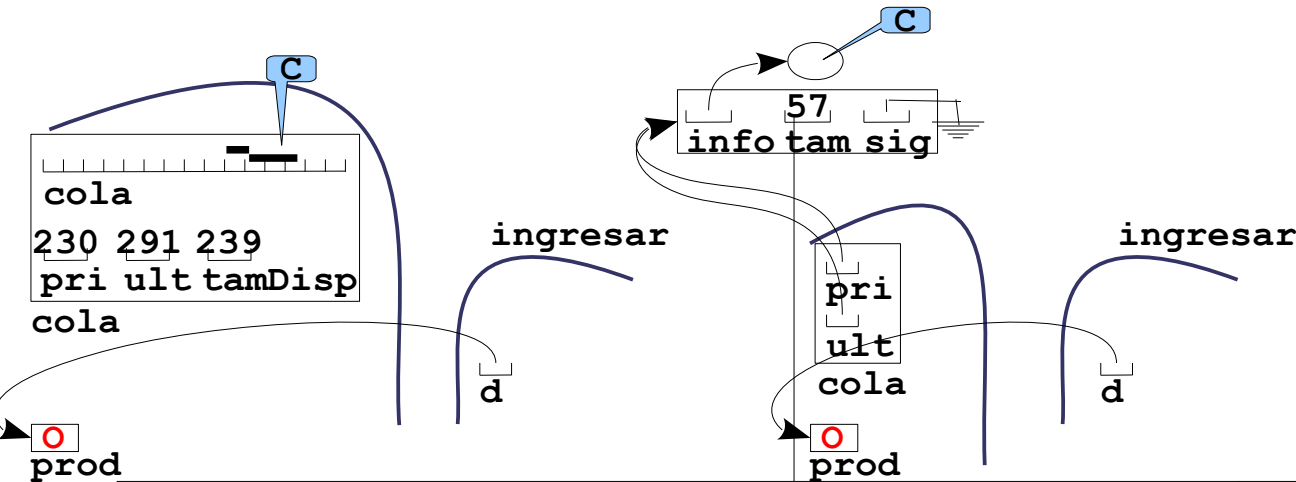 C
cola
230 291 239
pri ult tamDisp
cola
ingresar
d
O
prod
C
57
info tam sig
ingresar
pri
ult
cola
d
O
prod